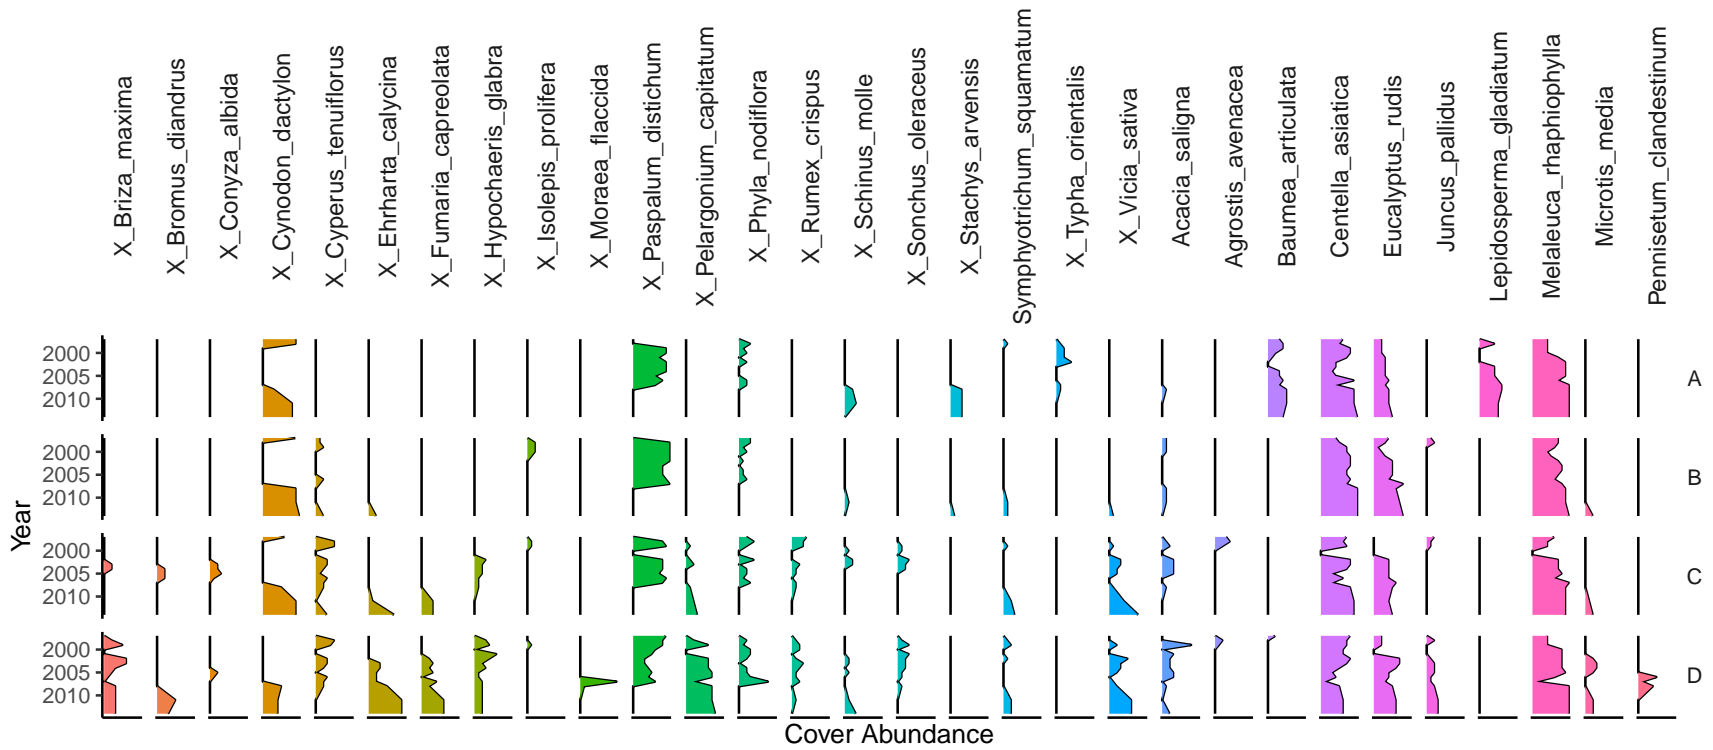 X_Briza_maxima
X_Bromus_diandrus
X_Conyza_albida
X_Cynodon_dactylon
X_Cyperus_tenuiflorus
X_Ehrharta_calycina
X_Fumaria_capreolata
X_Hypochaeris_glabra
X_Isolepis_prolifera
X_Moraea_flaccida
X_Paspalum_distichum
X_Pelargonium_capitatum
X_Phyla_nodiflora
X_Rumex_crispus
X_Schinus_molle
X_Sonchus_oleraceus
X_Stachys_arvensis
Symphyotrichum_squamatum
X_Typha_orientalis
X_Vicia_sativa
Acacia_saligna
Agrostis_avenacea
Baumea_articulata
Centella_asiatica
Eucalyptus_rudis
Juncus_pallidus
Lepidosperma_gladiatum
Melaleuca_rhaphiophylla
Microtis_media
Pennisetum_clandestinum
Year
2000
2005
2010
A
2000
2005
2010
B
2000
2005
2010
C
2000
2005
2010
D
Cover Abundance